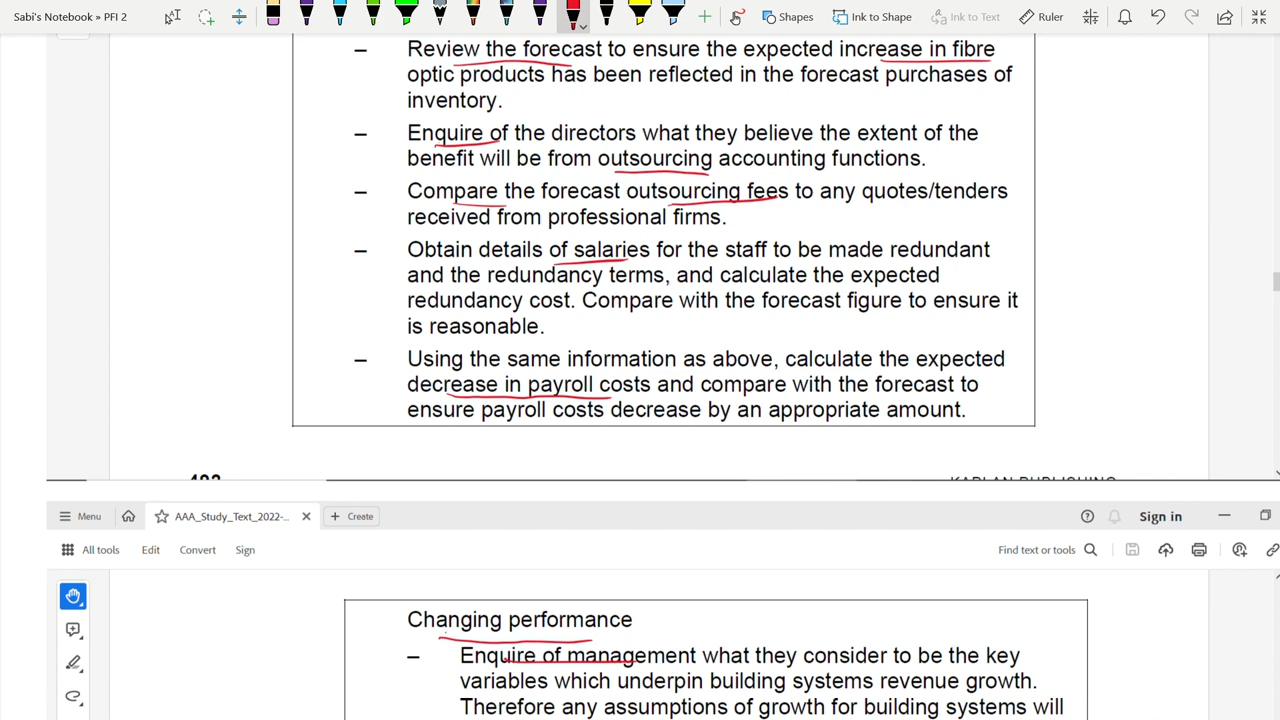 Sabi's Notebook » PFI 2
Shapes
Ink to Shape
Ink to Text
Ruler
– Review the forecast to ensure the expected increase in fibre
optic products has been reflected in the forecast purchases of
inventory.
– Enquire of the directors what they believe the extent of the
benefit will be from outsourcing accounting functions.
– Compare the forecast outsourcing fees to any quotes/tenders
received from professional firms.
– Obtain details of salaries for the staff to be made redundant
and the redundancy terms, and calculate the expected
redundancy cost. Compare with the forecast figure to ensure it
is reasonable.
– Using the same information as above, calculate the expected
decrease in payroll costs and compare with the forecast to
ensure payroll costs decrease by an appropriate amount.
KAPLAN PUBLISHING
Menu
AAA_Study_Text_2022-...
Create
Sign in
All tools
Edit
Convert
Sign
Find text or tools
Changing performance
– Enquire of management what they consider to be the key
variables which underpin building systems revenue growth.
Therefore any assumptions of growth for building systems will